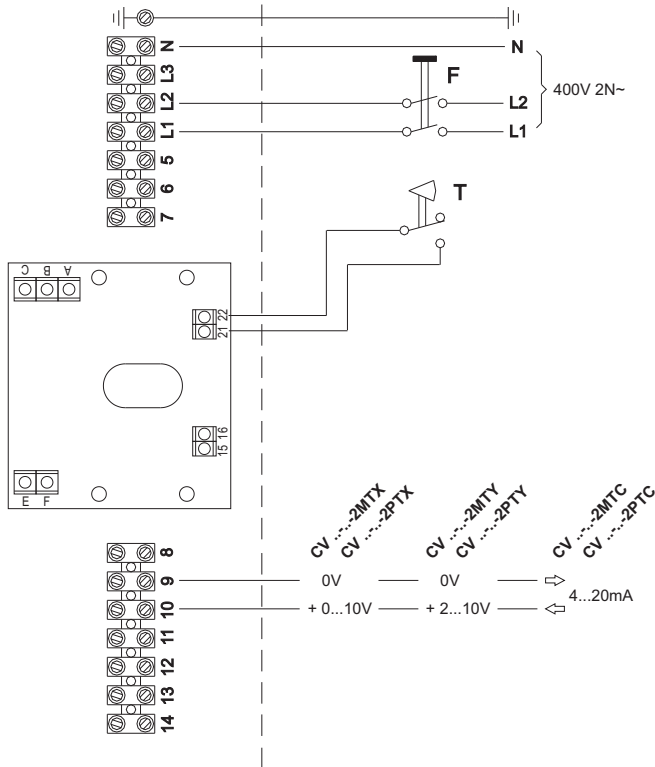 N
L3
L2
L1
5
6
7
N
F
L2
L1
400V 2N~
T
C B A
22
21
16
15
E F
CV ..-..-2MTX
CV ..-..-2PTX
CV ..-..-2MTY
CV ..-..-2PTY
CV ..-..-2MTC
CV ..-..-2PTC
8
9
0V
0V
10
+ 0...10V
+ 2...10V
4...20mA
11
12
13
14